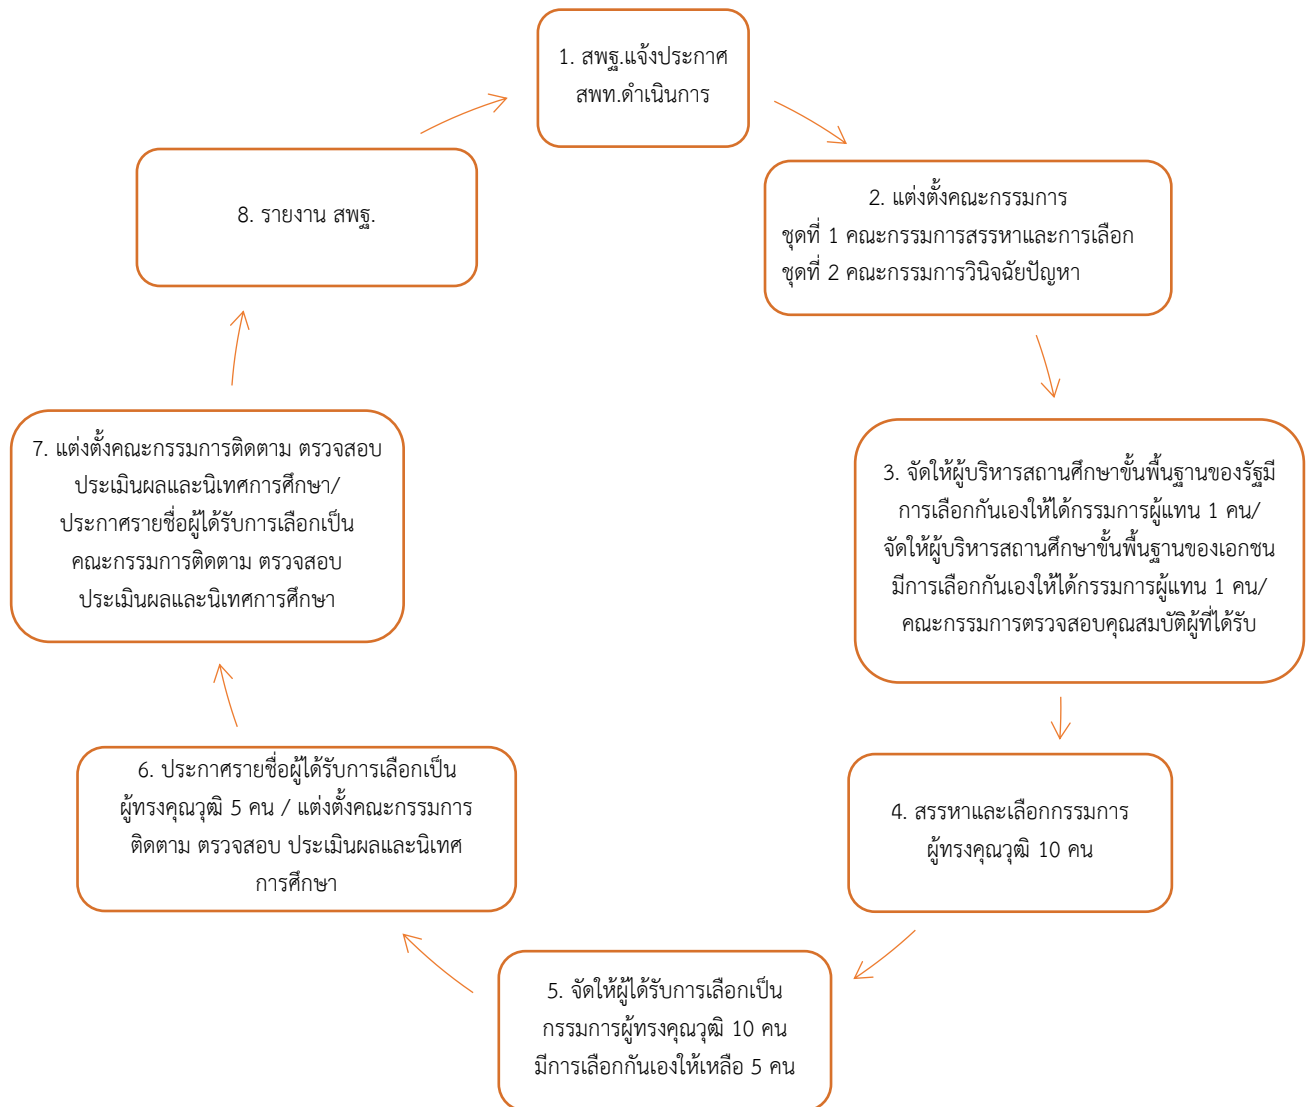 1. สพฐ.แจ้งประกาศ
สพท.ดำเนินการ
2. แต่งตั้งคณะกรรมการ
ชุดที่ 1 คณะกรรมการสรรหาและการเลือก
ชุดที่ 2 คณะกรรมการวินิจฉัยปัญหา
3. จัดให้ผู้บริหารสถานศึกษาขั้นพื้นฐานของรัฐมี
การเลือกกันเองให้ได้กรรมการผู้แทน 1 คน/
จัดให้ผู้บริหารสถานศึกษาขั้นพื้นฐานของเอกชน
มีการเลือกกันเองให้ได้กรรมการผู้แทน 1 คน/
คณะกรรมการตรวจสอบคุณสมบัติผู้ที่ได้รับ
4. สรรหาและเลือกกรรมการ
ผู้ทรงคุณวุฒิ 10 คน
5. จัดให้ผู้ได้รับการเลือกเป็น
กรรมการผู้ทรงคุณวุฒิ 10 คน
มีการเลือกกันเองให้เหลือ 5 คน
6. ประกาศรายชื่อผู้ได้รับการเลือกเป็น
ผู้ทรงคุณวุฒิ 5 คน / แต่งตั้งคณะกรรมการ
ติดตาม ตรวจสอบ ประเมินผลและนิเทศ
การศึกษา
7. แต่งตั้งคณะกรรมการติดตาม ตรวจสอบ
ประเมินผลและนิเทศการศึกษา/
ประกาศรายชื่อผู้ได้รับการเลือกเป็น
คณะกรรมการติดตาม ตรวจสอบ
ประเมินผลและนิเทศการศึกษา
8. รายงาน สพฐ.